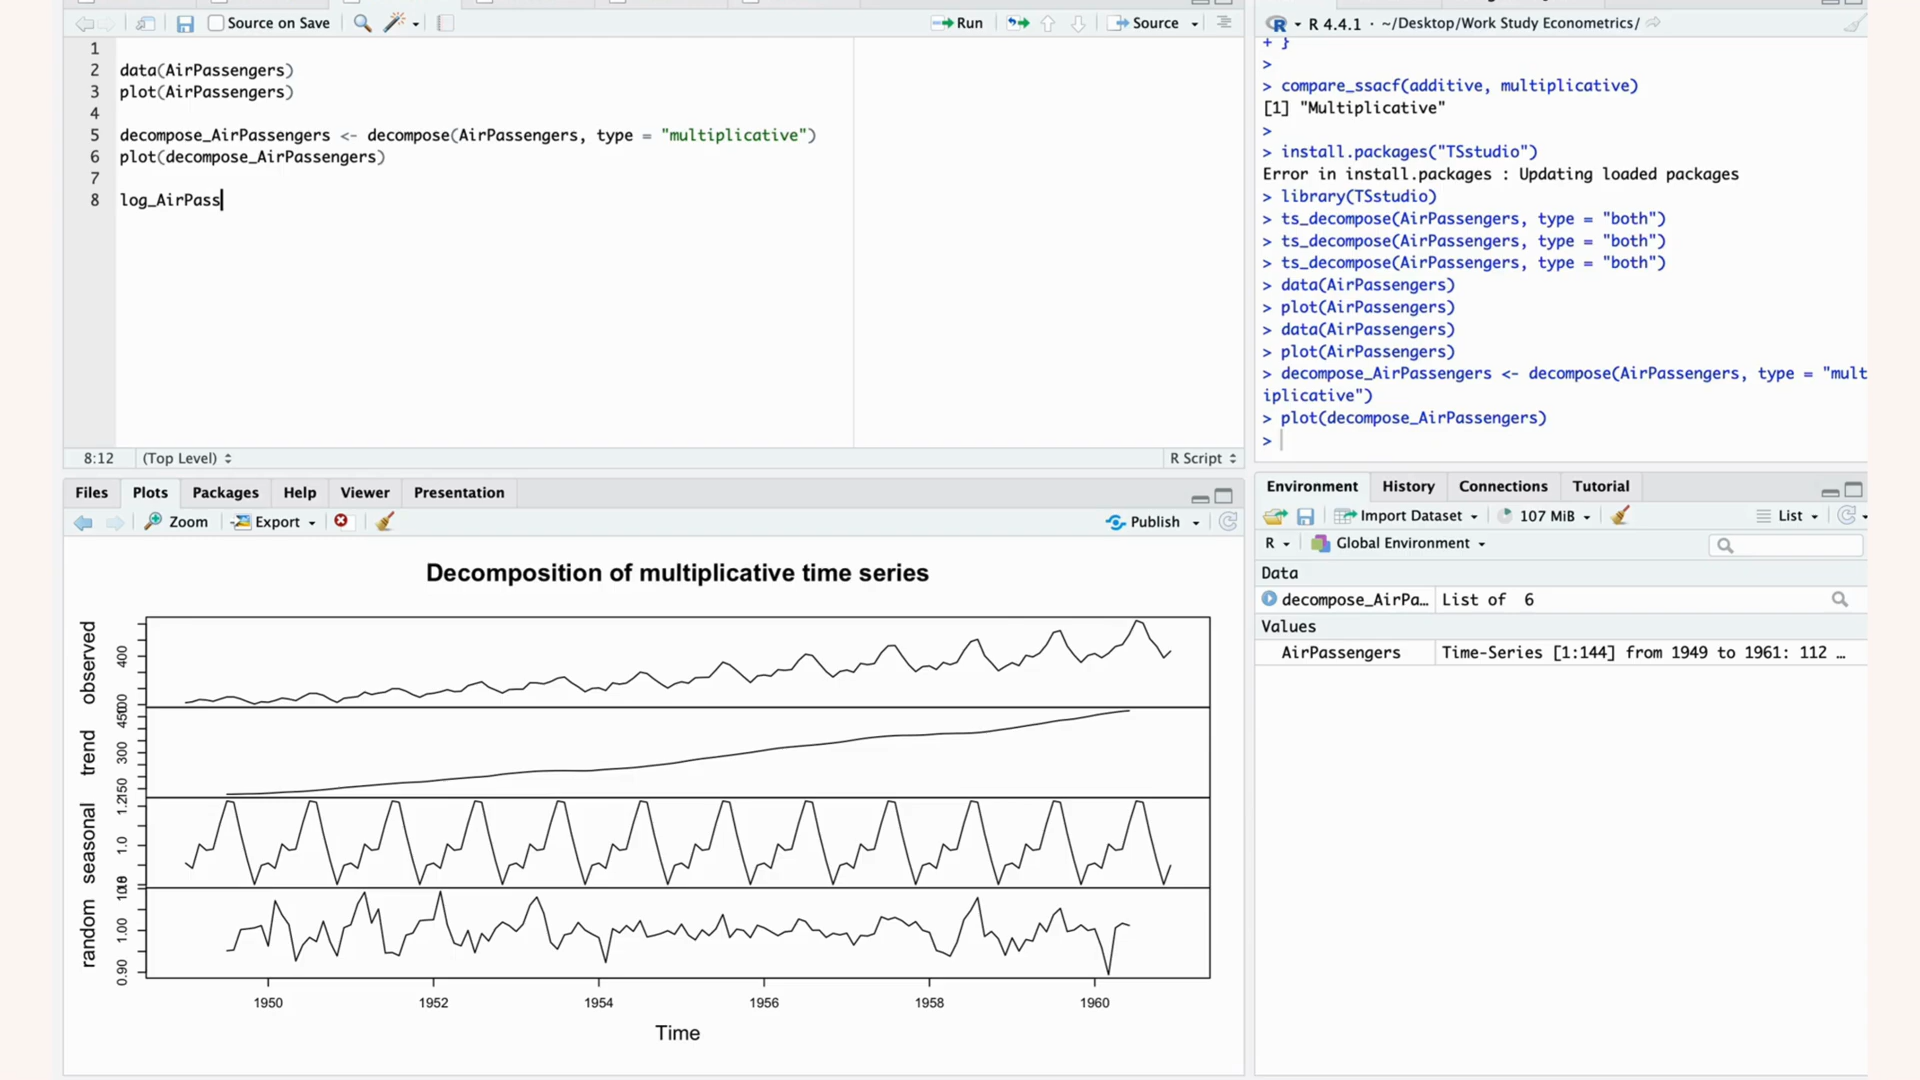 Source on Save
Run
Source
1
2 data(AirPassengers)
3 plot(AirPassengers)
4
5 decompose_AirPassengers <- decompose(AirPassengers, type = "multiplicative")
6 plot(decompose_AirPassengers)
7
8 log_AirPass
8:12 (Top Level) R Script
R 4.4.1 · ~/Desktop/Work Study Econometrics/
+ }
>
> compare_ssacf(additive, multiplicative)
[1] "Multiplicative"
>
> install.packages("TSstudio")
Error in install.packages : Updating loaded packages
> library(TSstudio)
> ts_decompose(AirPassengers, type = "both")
> ts_decompose(AirPassengers, type = "both")
> ts_decompose(AirPassengers, type = "both")
> data(AirPassengers)
> plot(AirPassengers)
> data(AirPassengers)
> plot(AirPassengers)
> decompose_AirPassengers <- decompose(AirPassengers, type = "mult
iplicative")
> plot(decompose_AirPassengers)
>
Files Plots Packages Help Viewer Presentation
Zoom Export Publish
Decomposition of multiplicative time series
observed
400
trend
450
300
150
seasonal
1.2
1.0
random
1.00
0.90
1950 1952 1954 1956 1958 1960
Time
Environment History Connections Tutorial
Import Dataset 107 MiB List
R Global Environment
Data
decompose_AirPa… List of 6
Values
AirPassengers Time-Series [1:144] from 1949 to 1961: 112 …